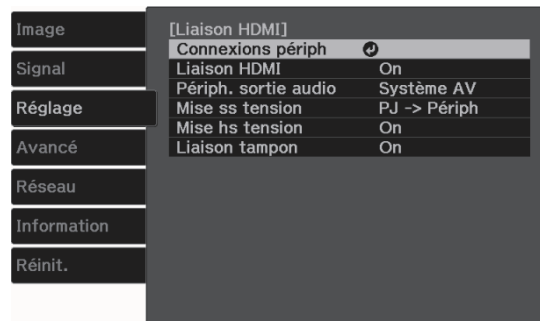 Image
Signal
Réglage
Avancé
Réseau
Information
Réinit.
[Liaison HDMI]
Connexions périph
Liaison HDMI On
Périph. sortie audio Système AV
Mise ss tension PJ -> Périph
Mise hs tension On
Liaison tampon On